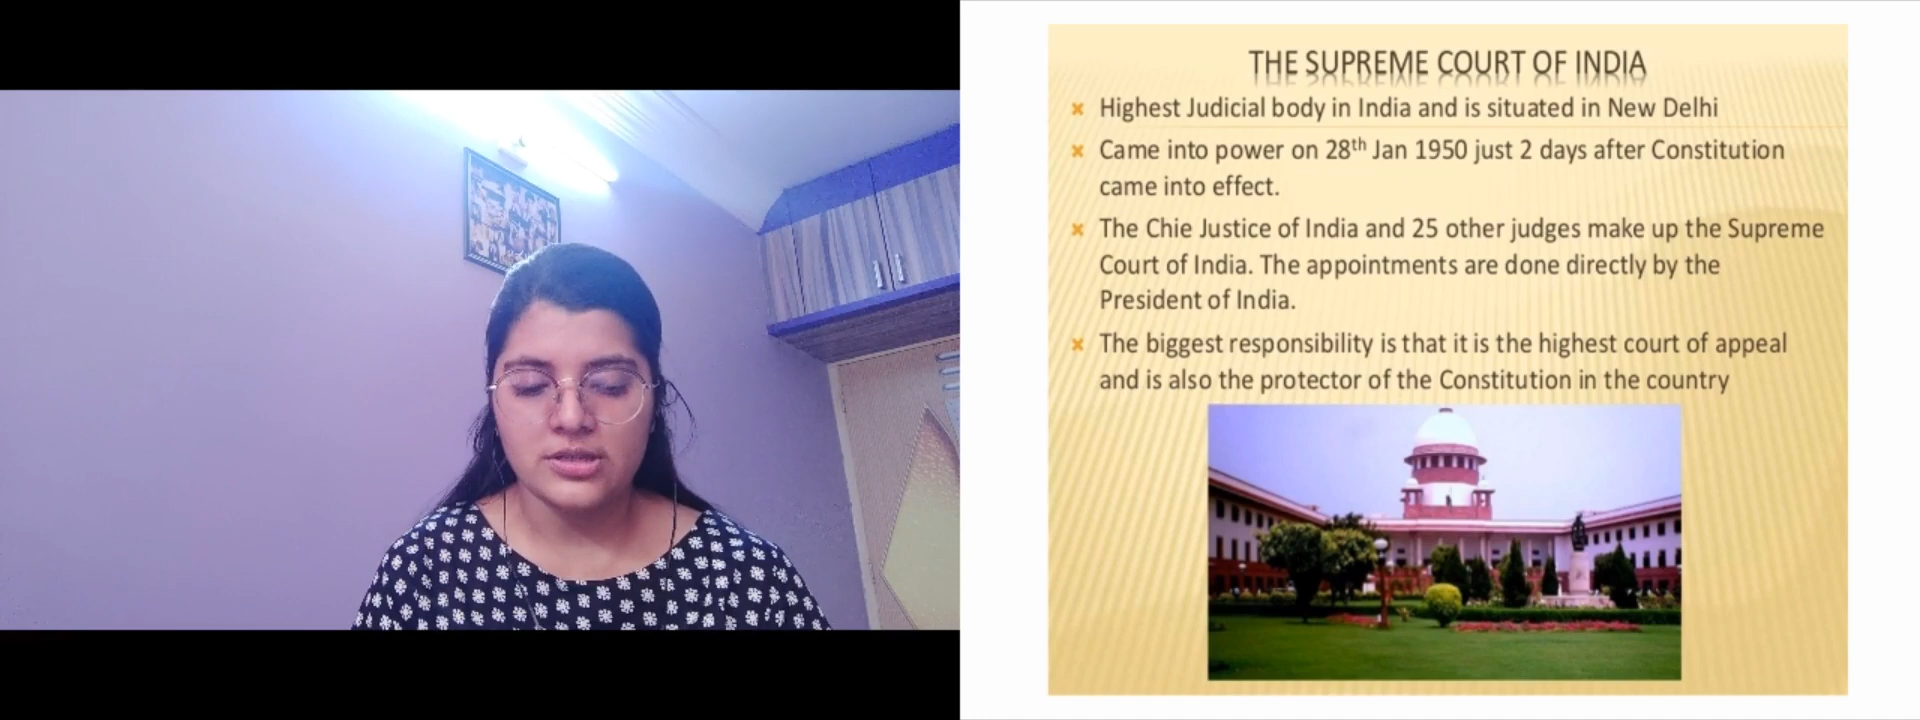 THE SUPREME COURT OF INDIA
Highest Judicial body in India and is situated in New Delhi
Came into power on 28th Jan 1950 just 2 days after Constitution
came into effect.
The Chie Justice of India and 25 other judges make up the Supreme
Court of India. The appointments are done directly by the
President of India.
The biggest responsibility is that it is the highest court of appeal
and is also the protector of the Constitution in the country